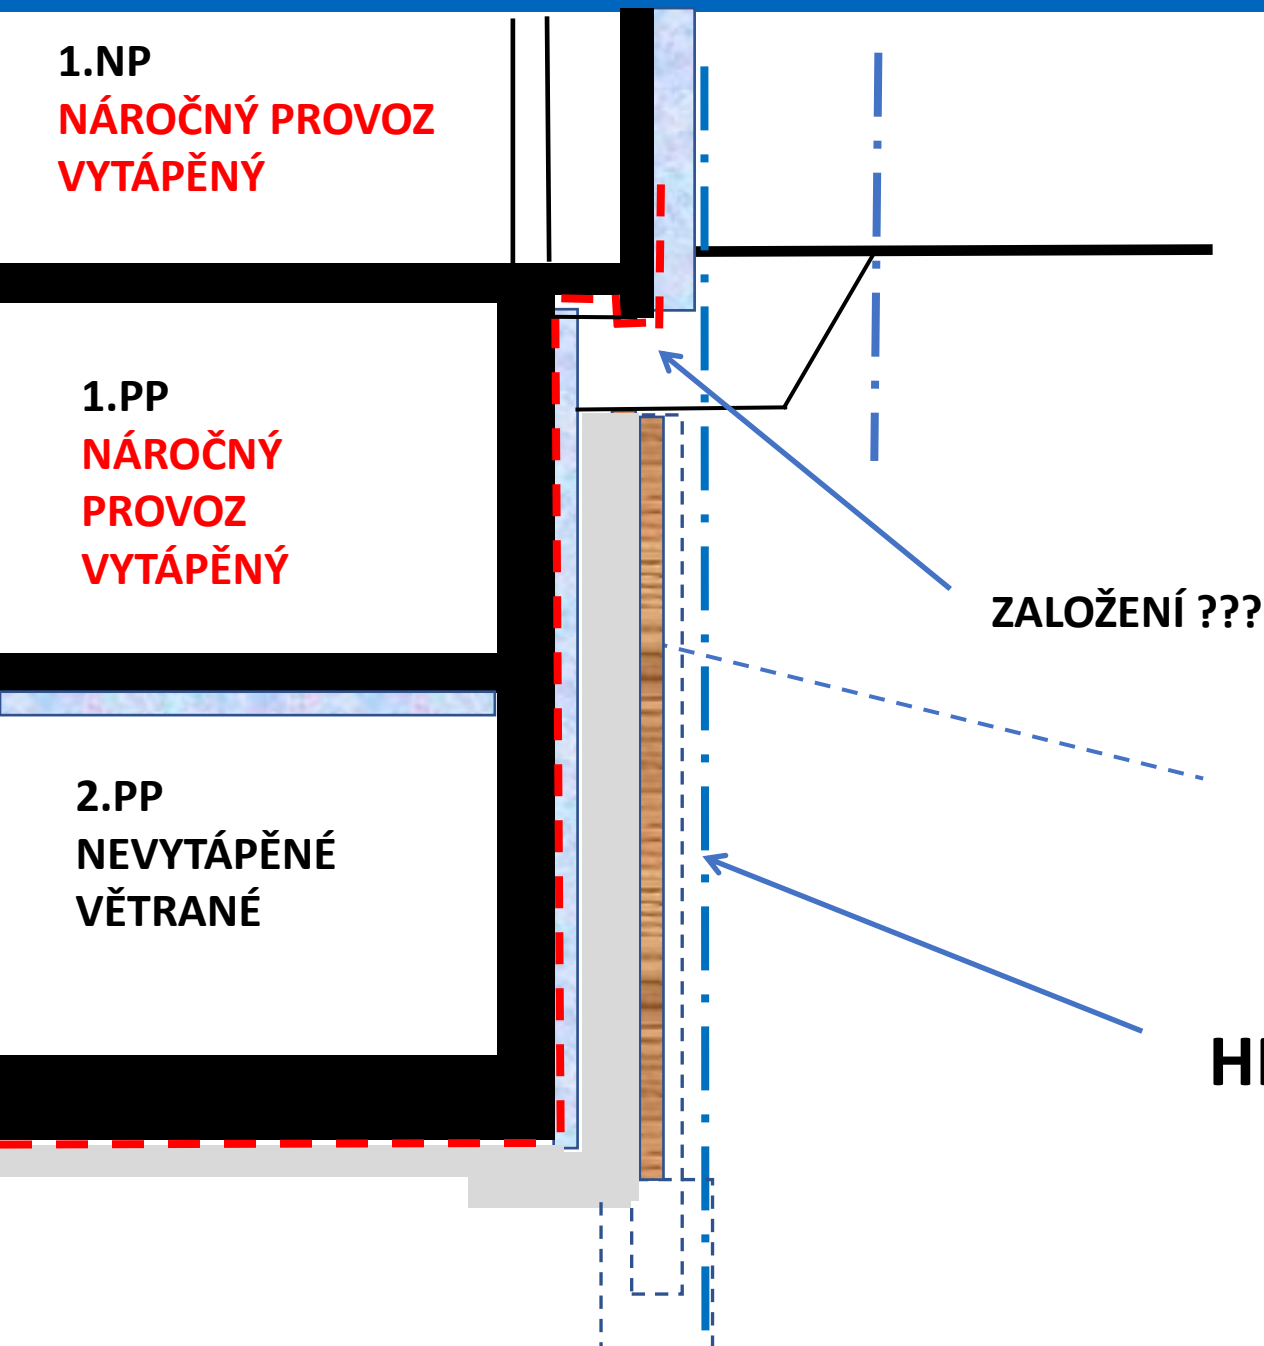 1.NP
NÁROČNÝ PROVOZ
VYTÁPĚNÝ
1.PP
NÁROČNÝ
PROVOZ
VYTÁPĚNÝ
ZALOŽENÍ ???
2.PP
NEVYTÁPĚNÉ
VĚTRANÉ